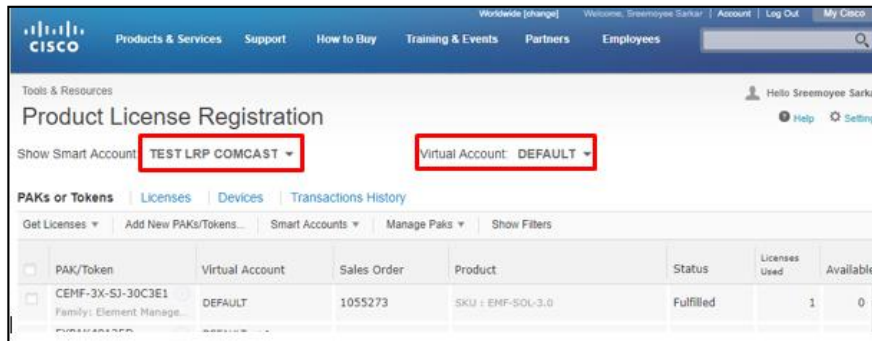 Worldwide [change] Welcome, Sreemoyee Sarkar | Account | Log Out My Cisco
CISCO Products & Services Support How to Buy Training & Events Partners Employees
Tools & Resources Hello Sreemoyee Sarka
Product License Registration
Help Setting
Show Smart Account: TEST LRP COMCAST Virtual Account: DEFAULT
PAKs or Tokens | Licenses | Devices | Transactions History
Get Licenses Add New PAKs/Tokens... Smart Accounts Manage Paks Show Filters
PAK/Token Virtual Account Sales Order Product Status Licenses Used Available
CEMF-3X-SJ-30C3E1 DEFAULT 1055273 SKU : EMF-SOL-3.0 Fulfilled 1 0
Family: Element Manage...